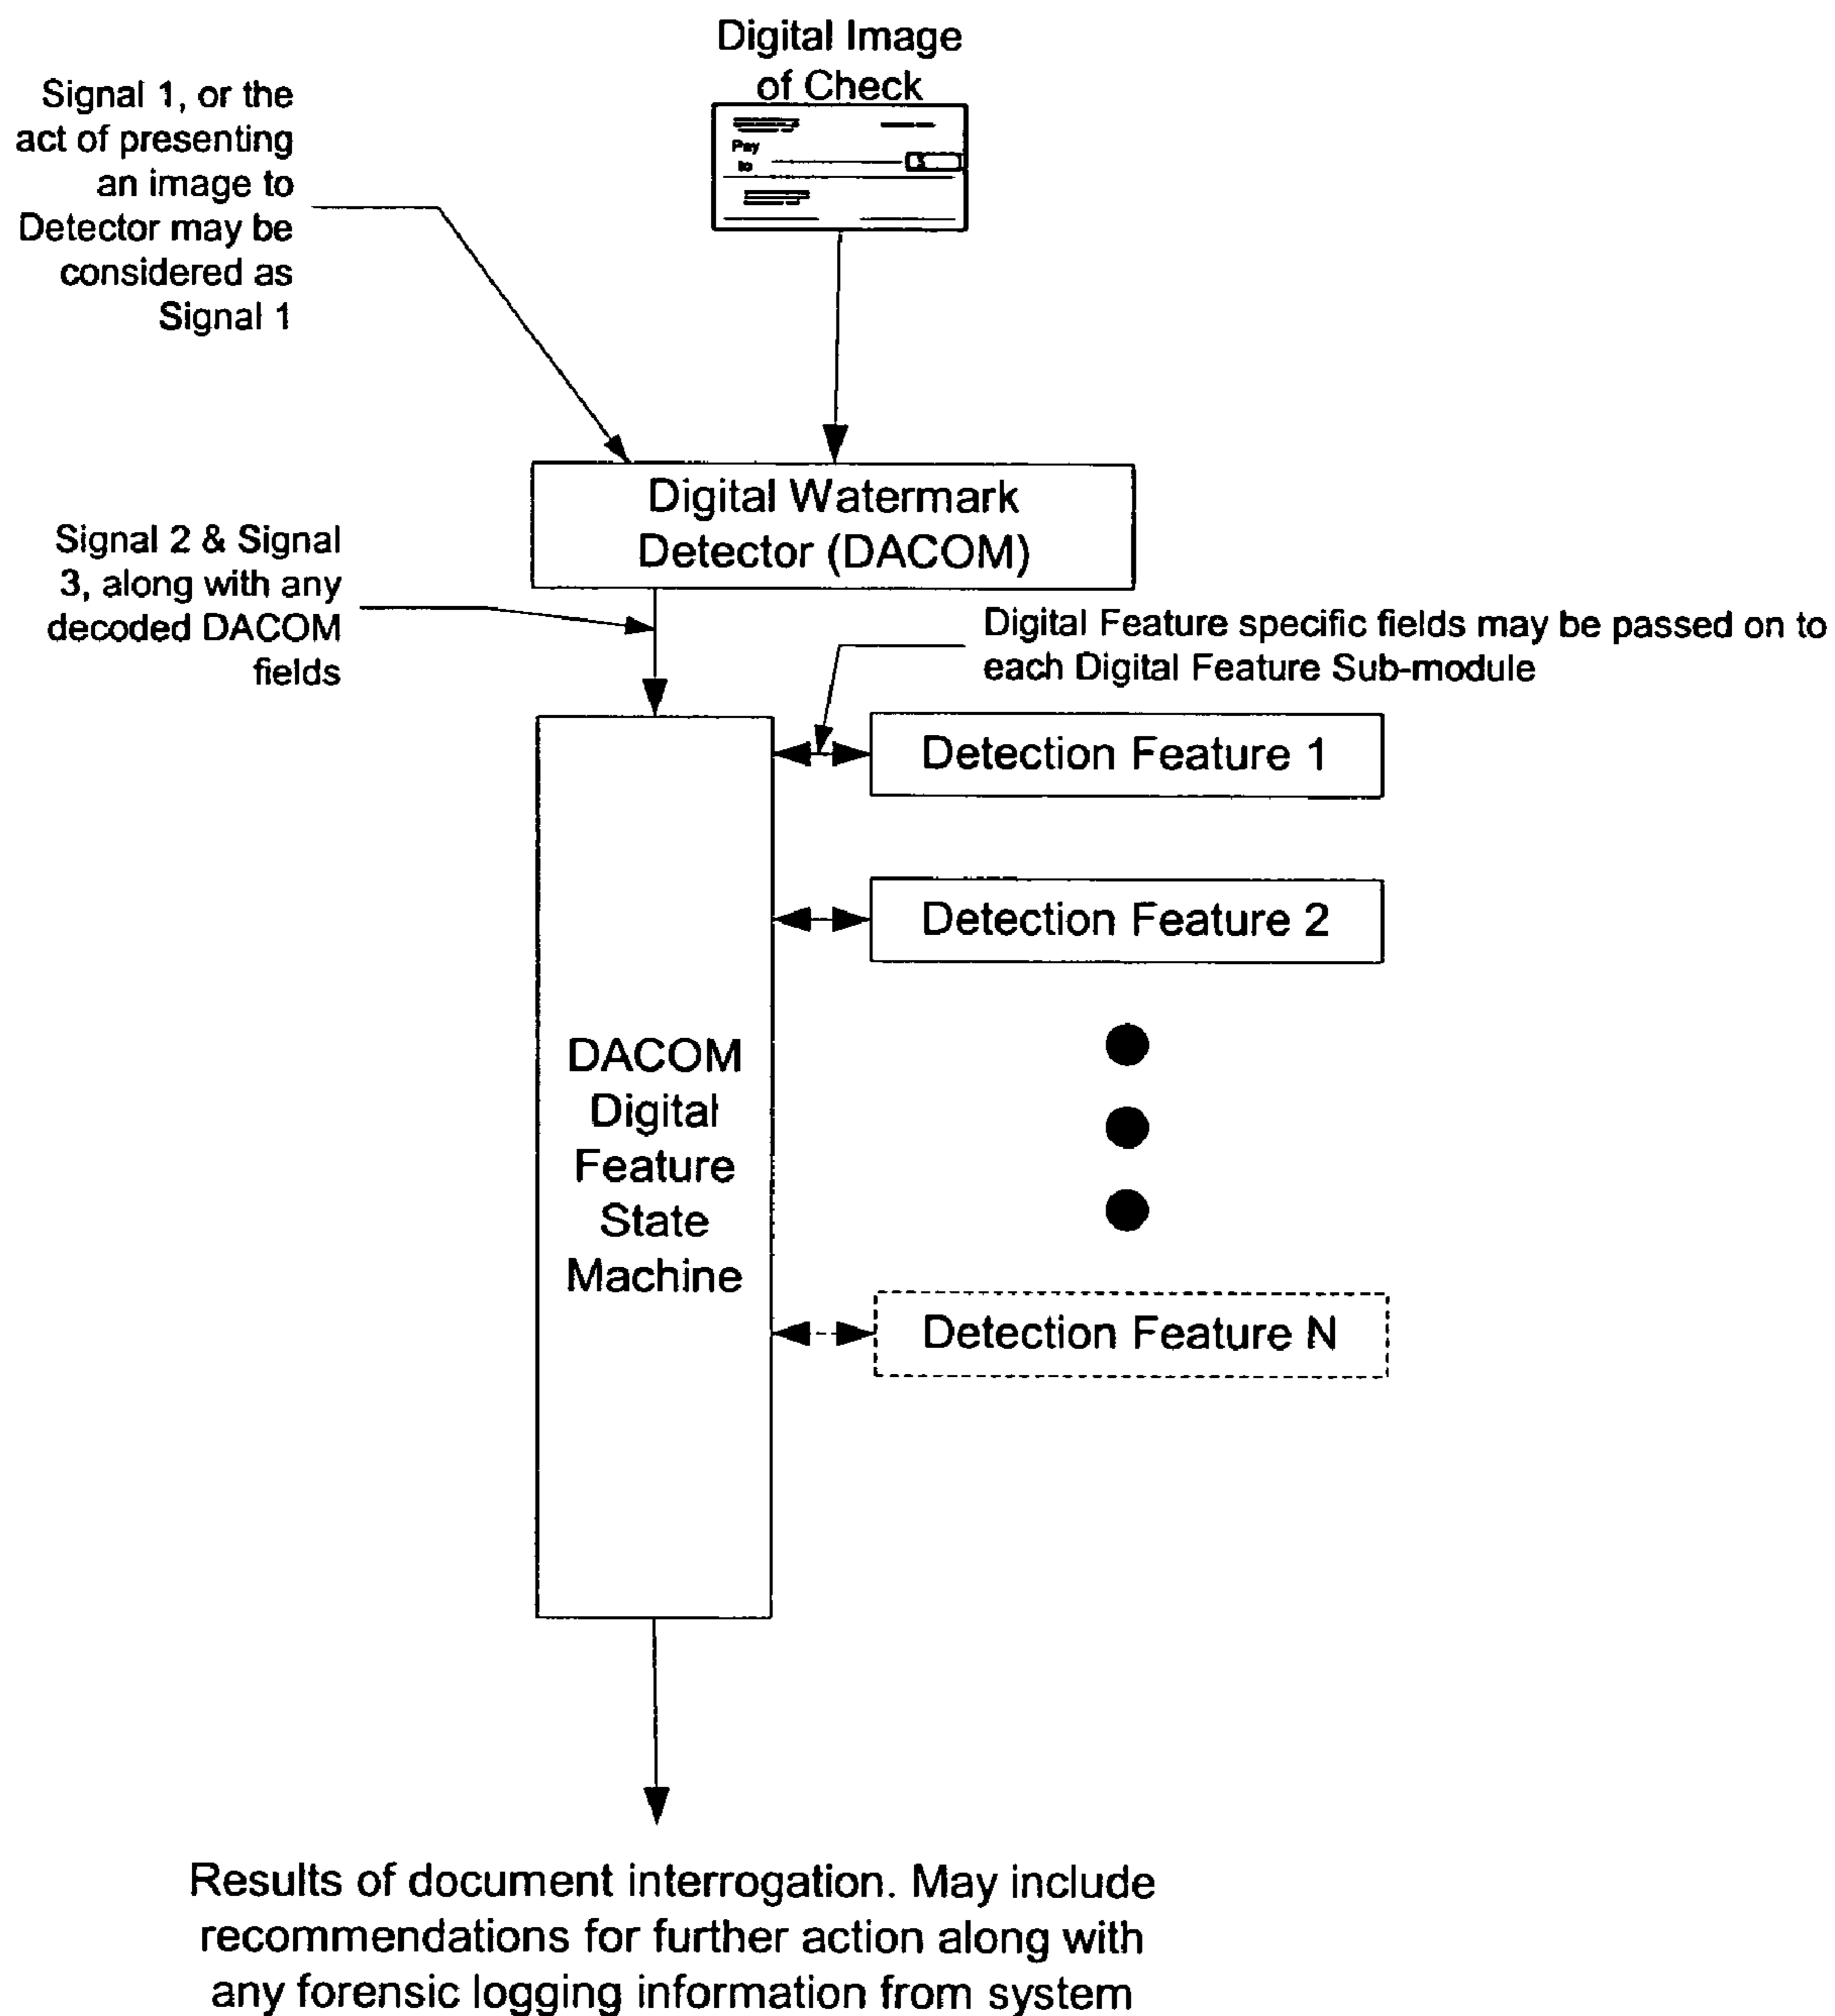 Digital Image
of Check
Pay
to
$
Signal 1, or the
act of presenting
an image to
Detector may be
considered as
Signal 1
Digital Watermark
Detector (DACOM)
Signal 2 & Signal
3, along with any
decoded DACOM
fields
Digital Feature specific fields may be passed on to
each Digital Feature Sub-module
Detection Feature 1
Detection Feature 2
DACOM
Digital
Feature
State
Machine
Detection Feature N
Results of document interrogation. May include
recommendations for further action along with
any forensic logging information from system